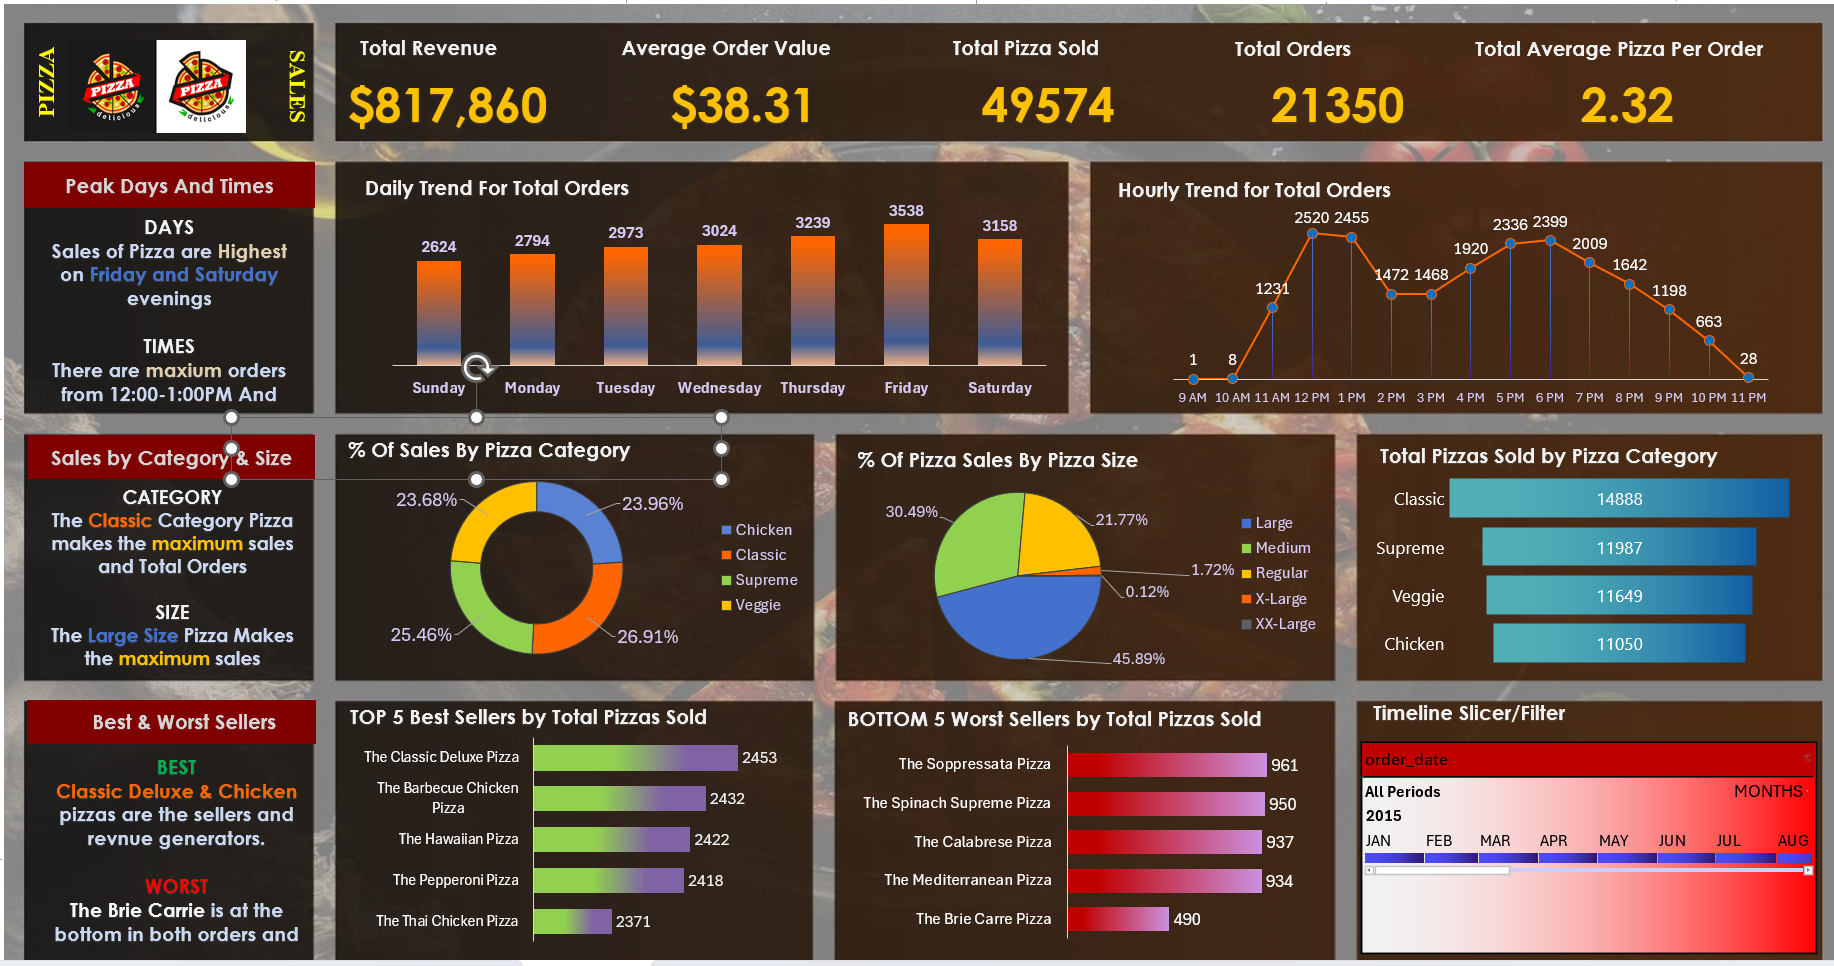 PIZZA
PIZZA
delicious
PIZZA
delicious
SALES
Total Revenue
$817,860
Average Order Value
$38.31
Total Pizza Sold
49574
Total Orders
21350
Total Average Pizza Per Order
2.32
Peak Days And Times
DAYS
Sales of Pizza are Highest
on Friday and Saturday
evenings
TIMES
There are maxium orders
from 12:00-1:00PM And
Daily Trend For Total Orders
2624
2794
2973
3024
3239
3538
3158
Sunday
Monday
Tuesday
Wednesday
Thursday
Friday
Saturday
Hourly Trend for Total Orders
1
8
1231
2520
2455
1472
1468
1920
2336
2399
2009
1642
1198
663
28
9 AM
10 AM
11 AM
12 PM
1 PM
2 PM
3 PM
4 PM
5 PM
6 PM
7 PM
8 PM
9 PM
10 PM
11 PM
Sales by Category & Size
CATEGORY
The Classic Category Pizza
makes the maximum sales
and Total Orders
SIZE
The Large Size Pizza Makes
the maximum sales
% Of Sales By Pizza Category
23.68%
23.96%
25.46%
26.91%
Chicken
Classic
Supreme
Veggie
% Of Pizza Sales By Pizza Size
30.49%
21.77%
1.72%
0.12%
45.89%
Large
Medium
Regular
X-Large
XX-Large
Total Pizzas Sold by Pizza Category
Classic 14888
Supreme 11987
Veggie 11649
Chicken 11050
Best & Worst Sellers
BEST
Classic Deluxe & Chicken
pizzas are the sellers and
revnue generators.
WORST
The Brie Carrie is at the
bottom in both orders and
TOP 5 Best Sellers by Total Pizzas Sold
The Classic Deluxe Pizza 2453
The Barbecue Chicken
Pizza 2432
The Hawaiian Pizza 2422
The Pepperoni Pizza 2418
The Thai Chicken Pizza 2371
BOTTOM 5 Worst Sellers by Total Pizzas Sold
The Soppressata Pizza 961
The Spinach Supreme Pizza 950
The Calabrese Pizza 937
The Mediterranean Pizza 934
The Brie Carre Pizza 490
Timeline Slicer/Filter
order_date
All Periods MONTHS
2015
JAN FEB MAR APR MAY JUN JUL AUG